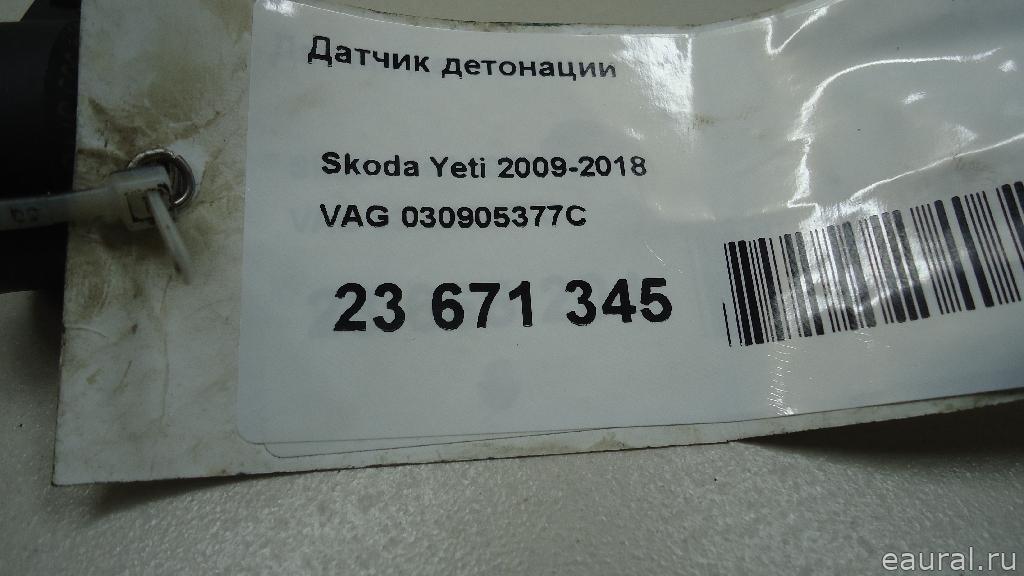 Датчик детонации
Skoda Yeti 2009-2018
VAG 030905377C
23 671 345
eaural.ru